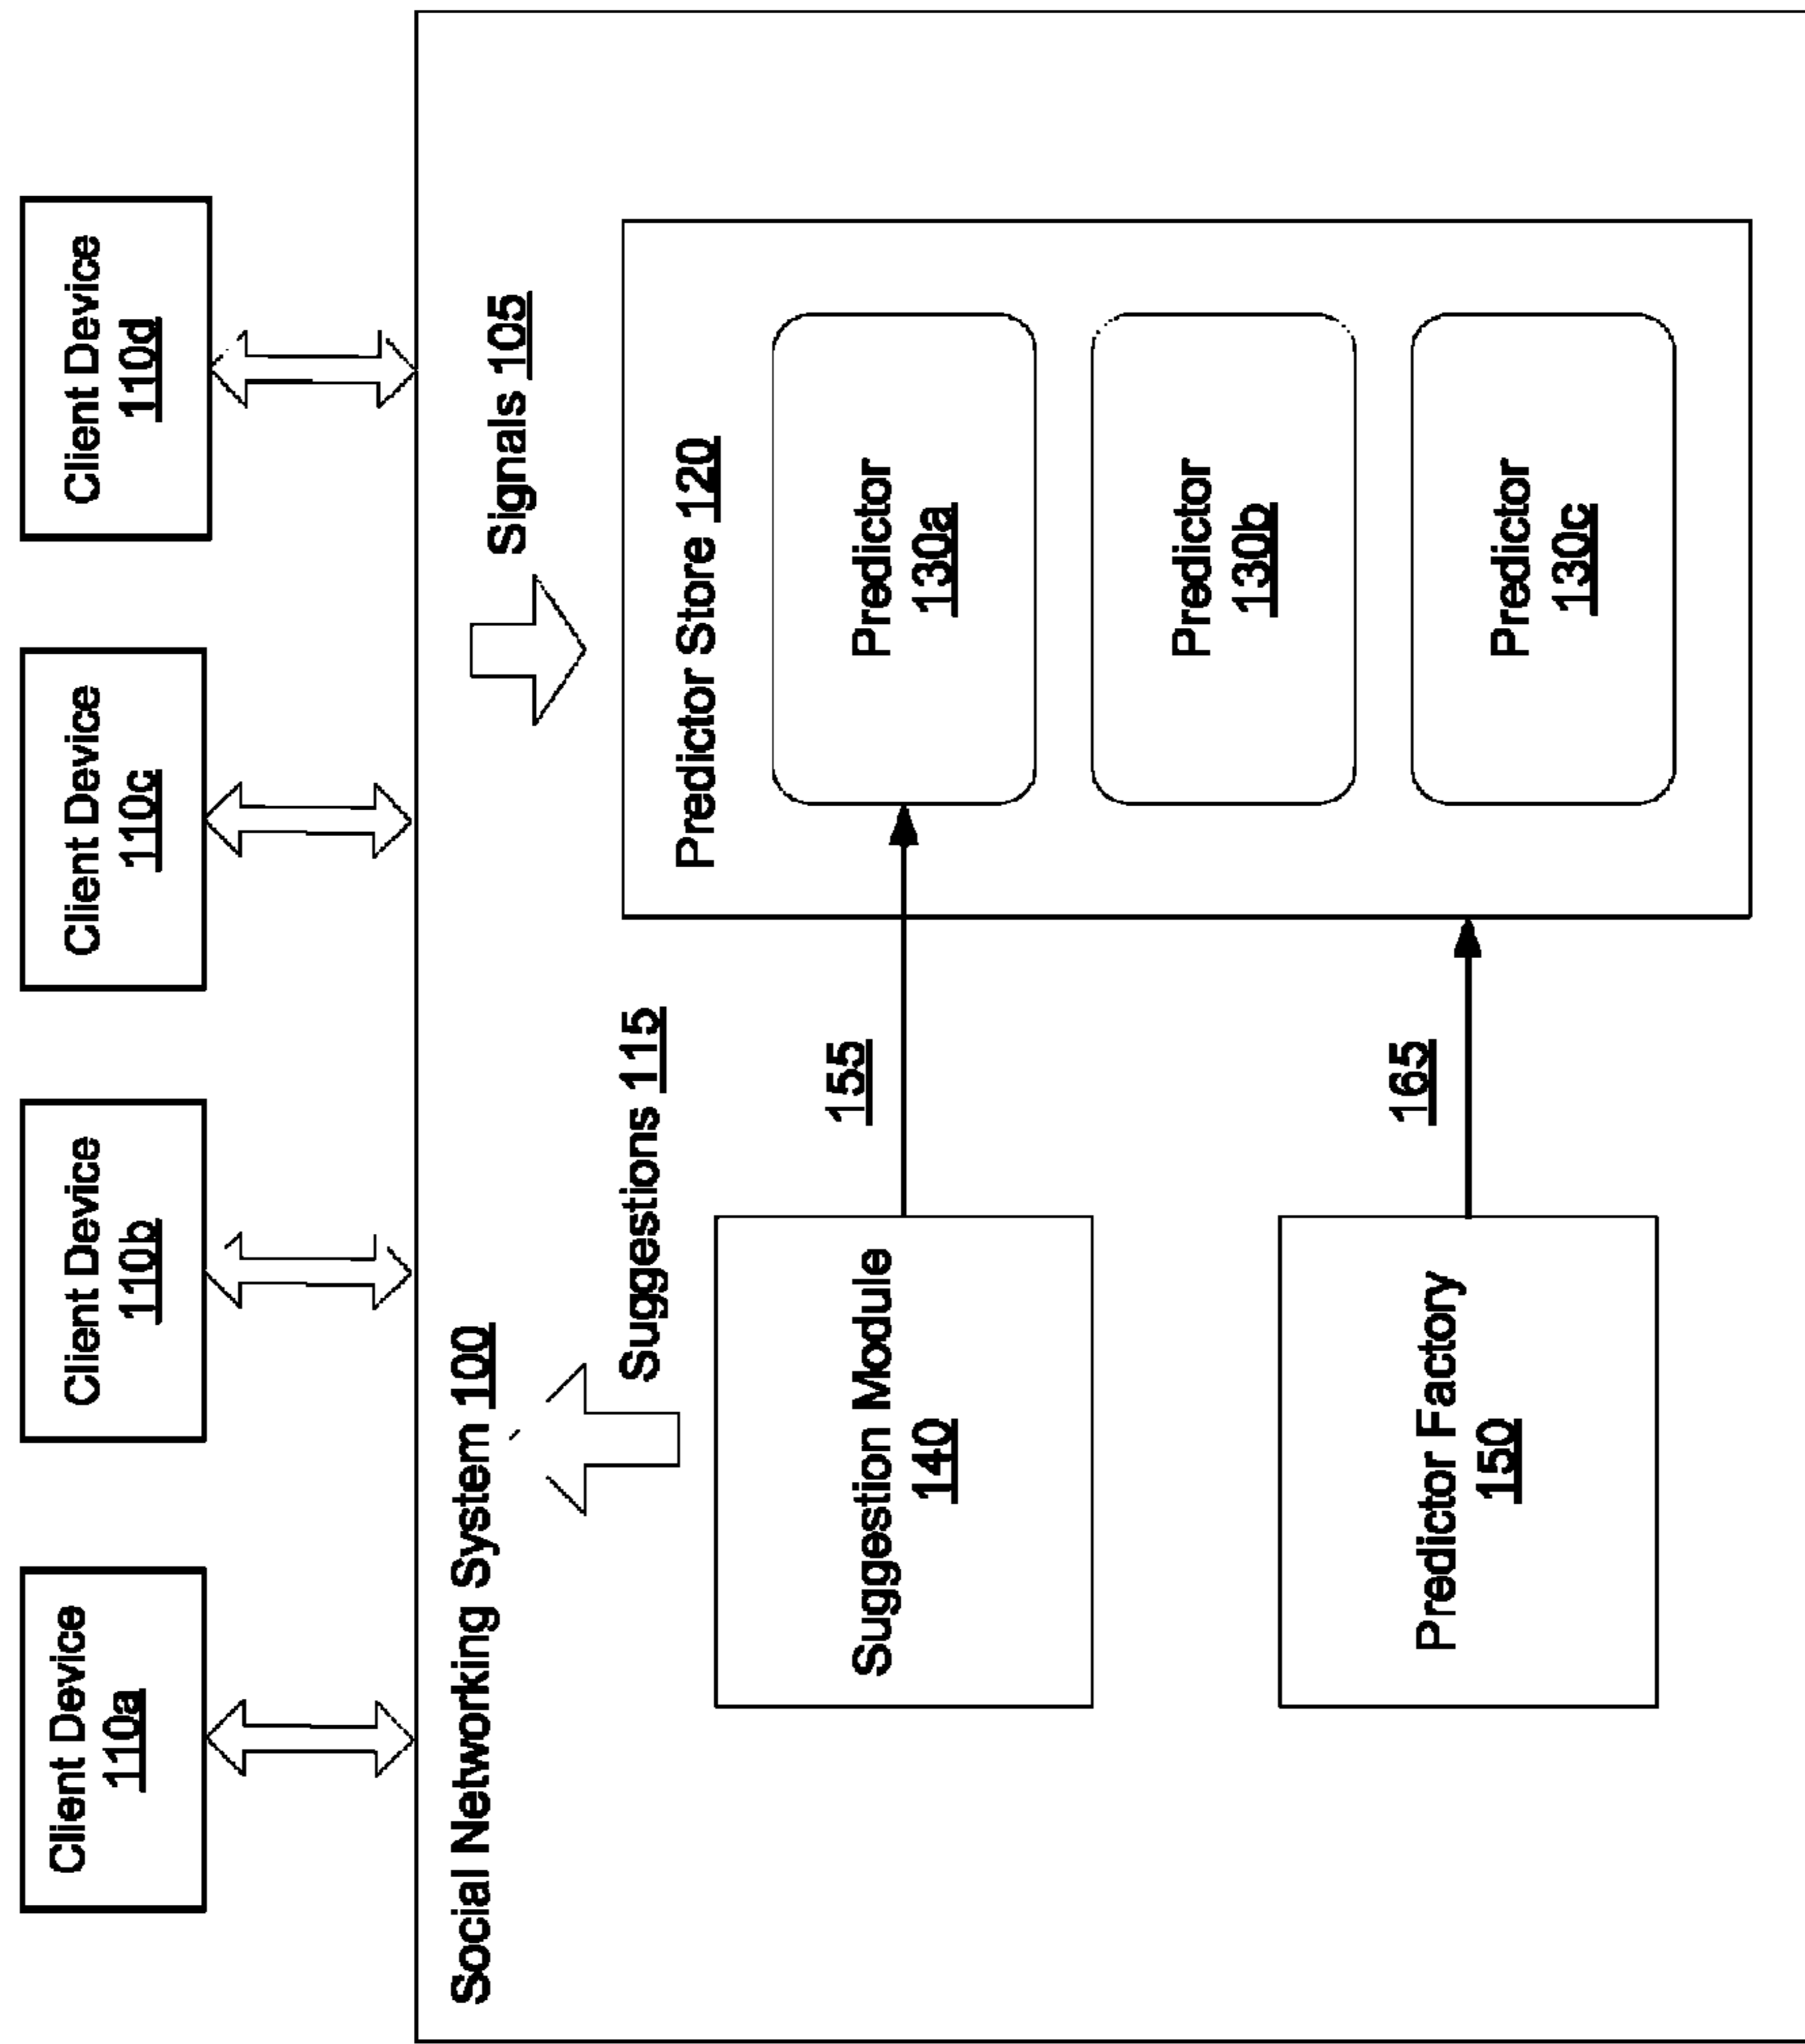 Client Device
110a
Client Device
110b
Client Device
110c
Client Device
110d
Social Networking System 100
Signals 105
Suggestions 115
Predictor Store 120
Suggestion Module
140
155
Predictor
130a
Predictor
130b
Predictor Factory
150
165
Predictor
130c